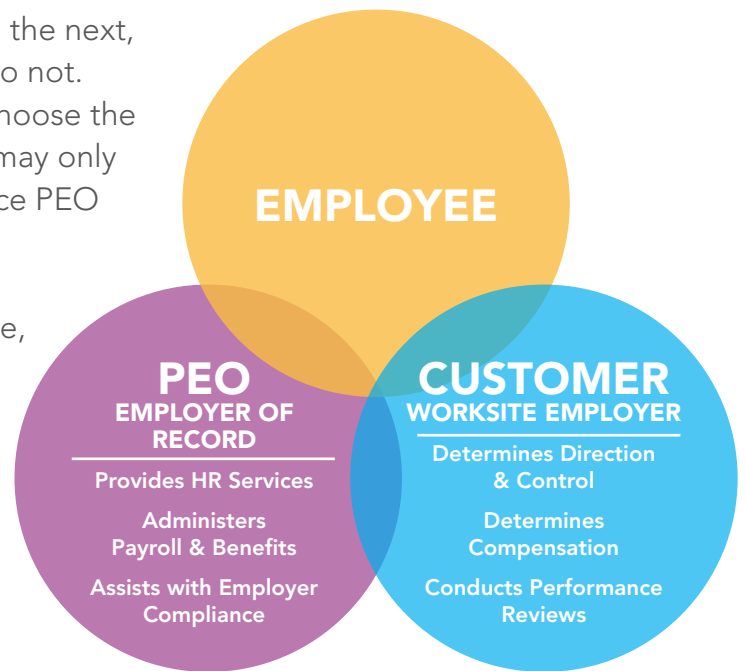 the next,
o not.
hoose the
may only
ce PEO
e,
EMPLOYEE
PEO
EMPLOYER OF
RECORD
Provides HR Services
Administers
Payroll & Benefits
Assists with Employer
Compliance
CUSTOMER
WORKSITE EMPLOYER
Determines Direction
& Control
Determines
Compensation
Conducts Performance
Reviews